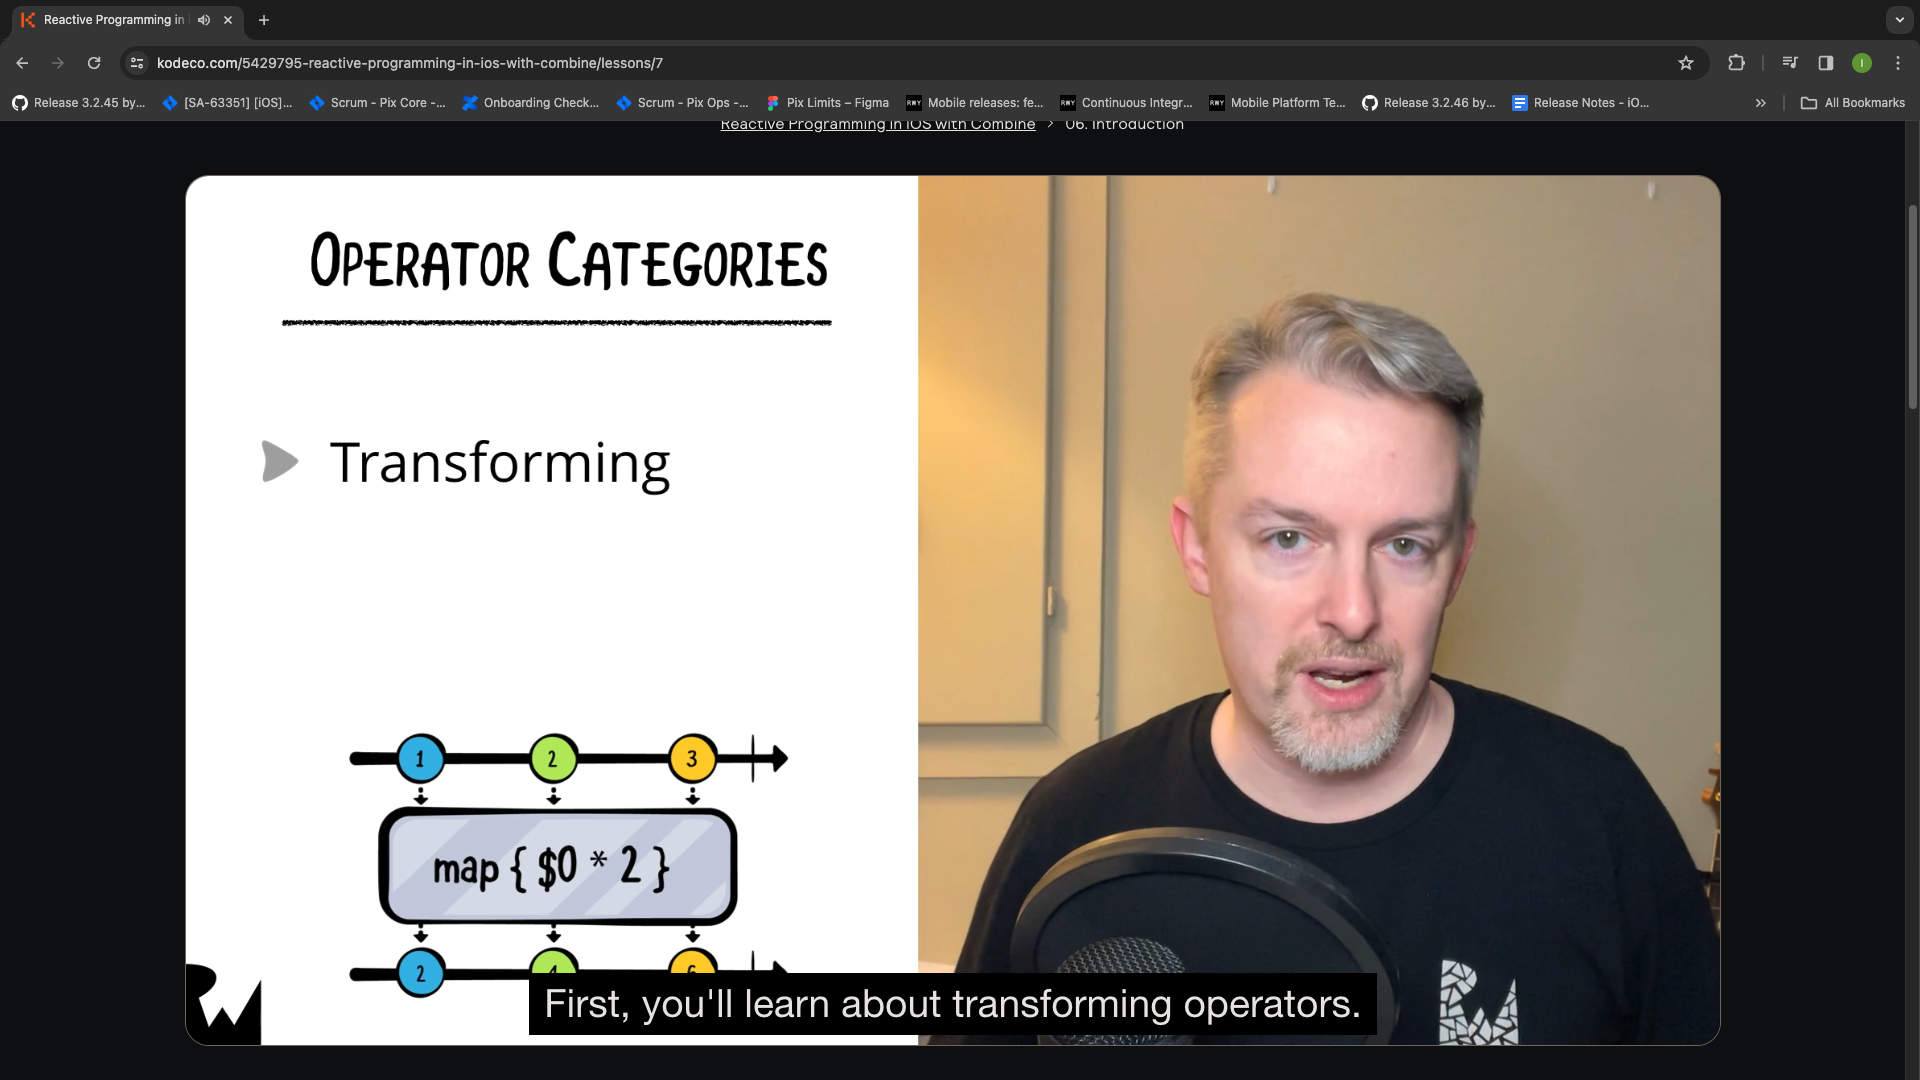 Reactive Programming in
kodeco.com/5429795-reactive-programming-in-ios-with-combine/lessons/7
I
Release 3.2.45 by...
[SA-63351] [iOS]...
Scrum - Pix Core -...
Onboarding Check...
Scrum - Pix Ops -...
Pix Limits – Figma
Mobile releases: fe...
Continuous Integr...
Mobile Platform Te...
Release 3.2.46 by...
Release Notes - iO...
All Bookmarks
Reactive Programming in iOS with Combine > 06. Introduction
OPERATOR CATEGORIES
Transforming
1 2 3
map { $0 * 2 }
2 4 6
First, you'll learn about transforming operators.